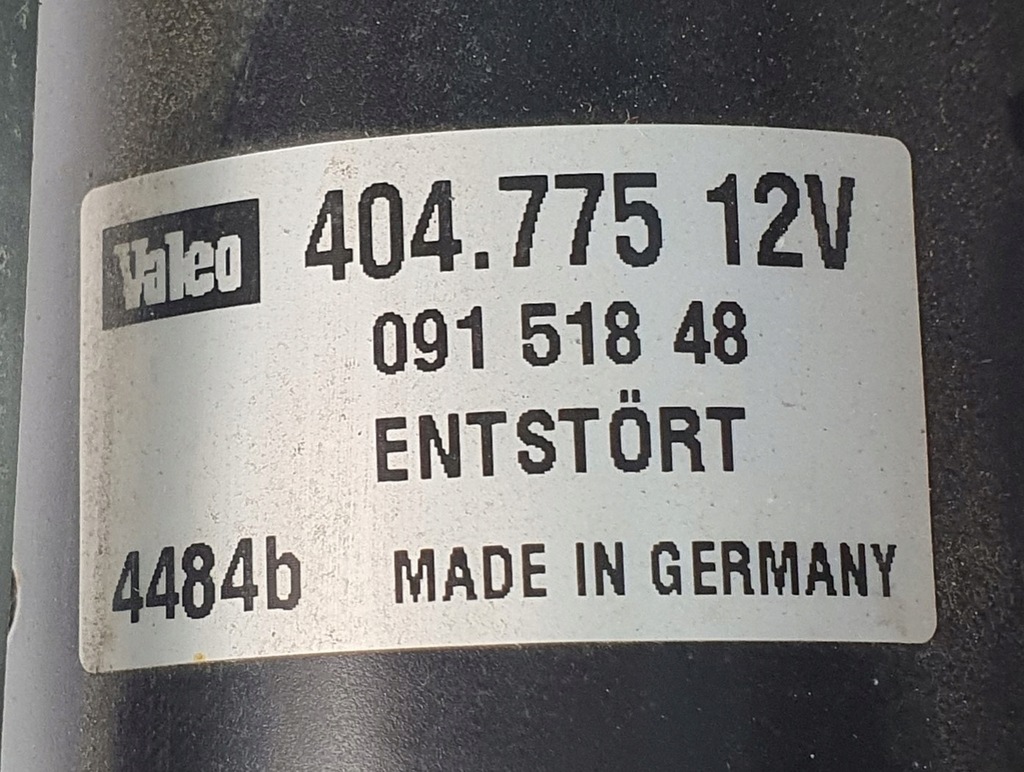 Valeo 404.775 12V
091 518 48
ENTSTÖRT
4484b MADE IN GERMANY